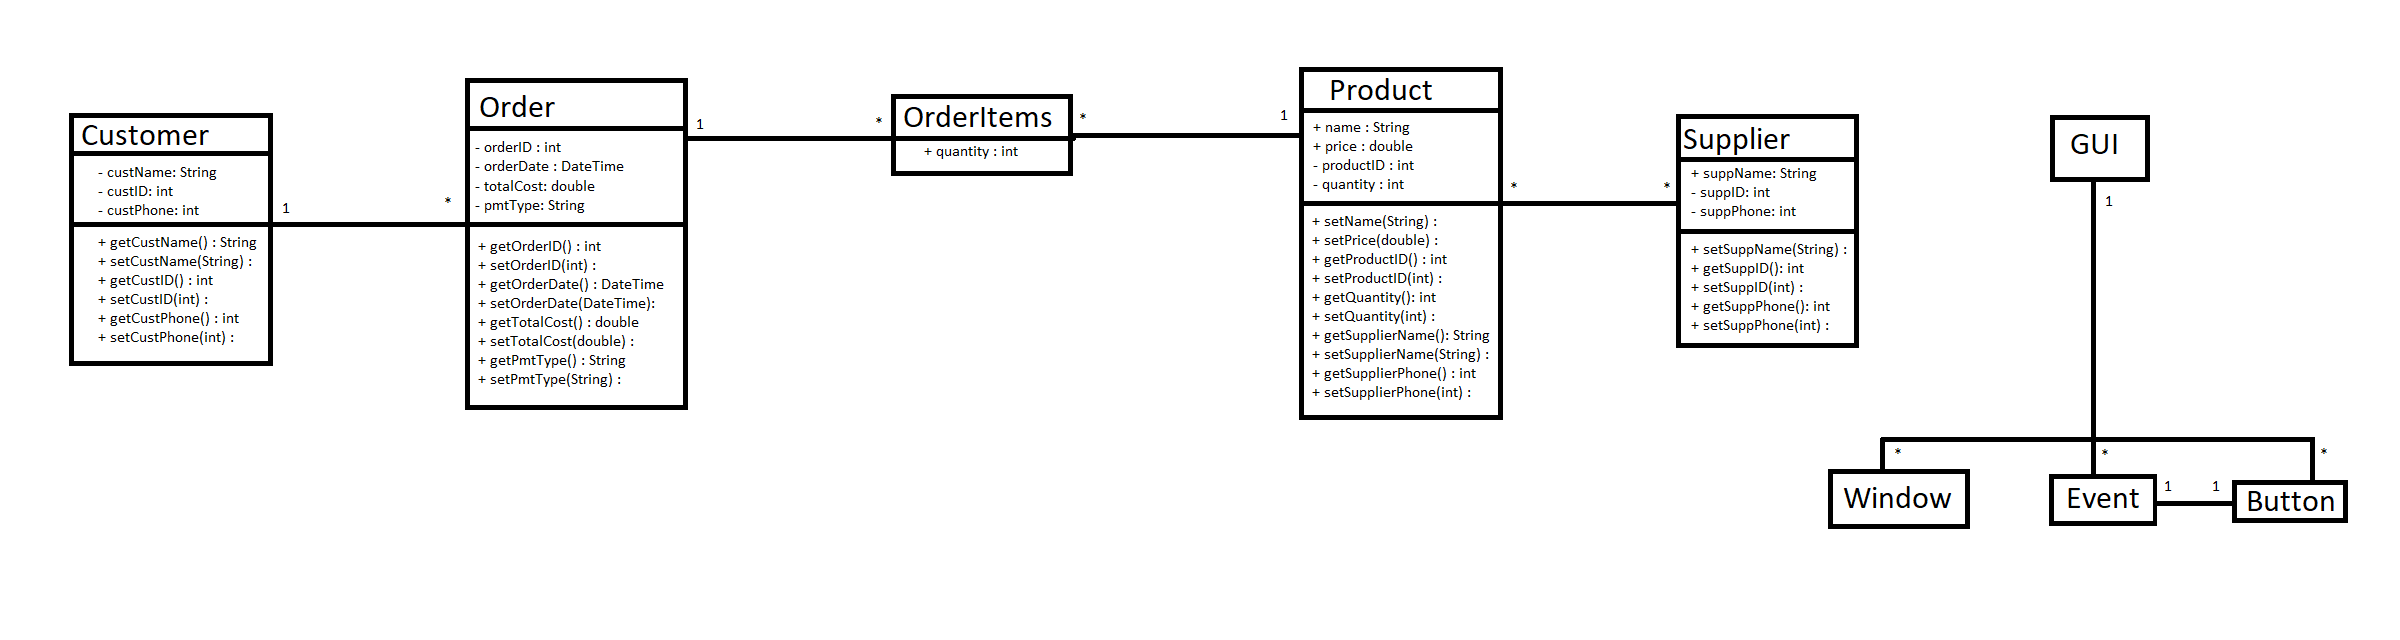 Customer
- custName: String
- custID: int
- custPhone: int
+ getCustName() : String
+ setCustName(String) :
+ getCustID() : int
+ setCustID(int) :
+ getCustPhone() : int
+ setCustPhone(int) :
1
*
Order
- orderID : int
- orderDate : DateTime
- totalCost: double
- pmtType: String
+ getOrderID() : int
+ setOrderID(int) :
+ getOrderDate() : DateTime
+ setOrderDate(DateTime):
+ getTotalCost() : double
+ setTotalCost(double) :
+ getPmtType() : String
+ setPmtType(String) :
1
*
OrderItems
+ quantity : int
*
1
Product
+ name : String
+ price : double
- productID : int
- quantity : int
+ setName(String) :
+ setPrice(double) :
+ getProductID() : int
+ setProductID(int) :
+ getQuantity(): int
+ setQuantity(int) :
+ getSupplierName(): String
+ setSupplierName(String) :
+ getSupplierPhone() : int
+ setSupplierPhone(int) :
*
*
Supplier
+ suppName: String
- suppID: int
- suppPhone: int
+ setSuppName(String) :
+ getSuppID(): int
+ setSuppID(int) :
+ getSuppPhone(): int
+ setSuppPhone(int) :
GUI
1
*
*
*
Window
Event
1
1
Button